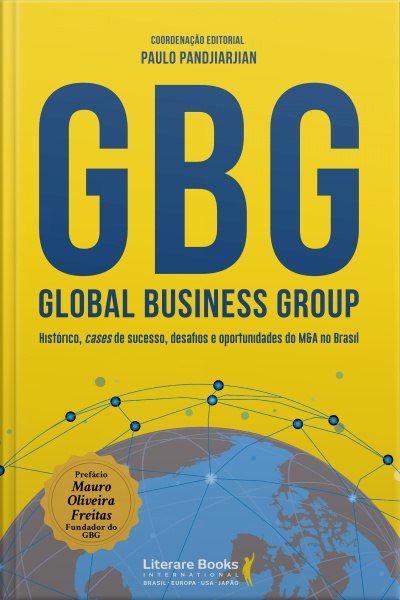 COORDENAÇÃO EDITORIAL
PAULO PANDJIARJIAN
GBG
GLOBAL BUSINESS GROUP
Histórico, cases de sucesso, desafios e oportunidades do M&A no Brasil
Prefácio
Mauro
Oliveira
Freitas
Fundador do
GBG
Literare Books
INTERNATIONAL
BRASIL · EUROPA · USA · JAPÃO